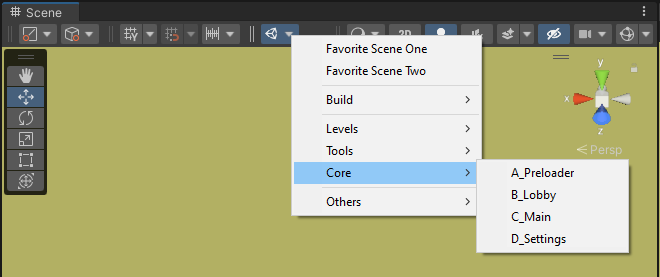 Scene
2D
Favorite Scene One
Favorite Scene Two
Build
Levels
Tools
Core
Others
A_Preloader
B_Lobby
C_Main
D_Settings
y
x
z
Persp